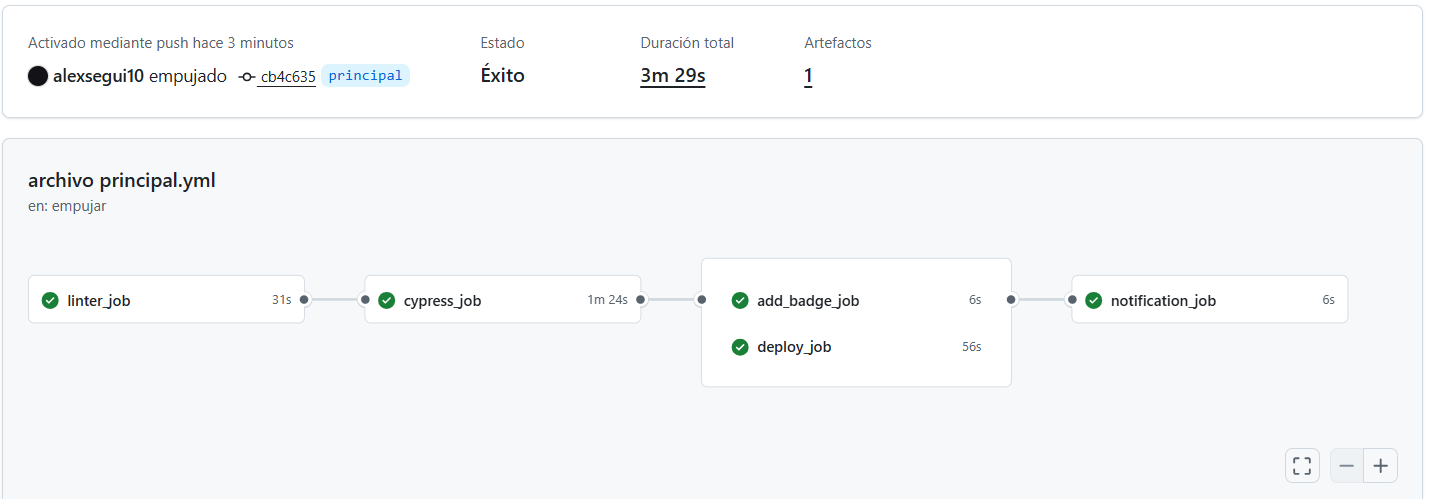 Activado mediante push hace 3 minutos
alexsegui10 empujado cb4c635 principal
Estado
Éxito
Duración total
3m 29s
Artefactos
1
archivo principal.yml
en: empujar
linter_job 31s
cypress_job 1m 24s
add_badge_job 6s
deploy_job 56s
notification_job 6s